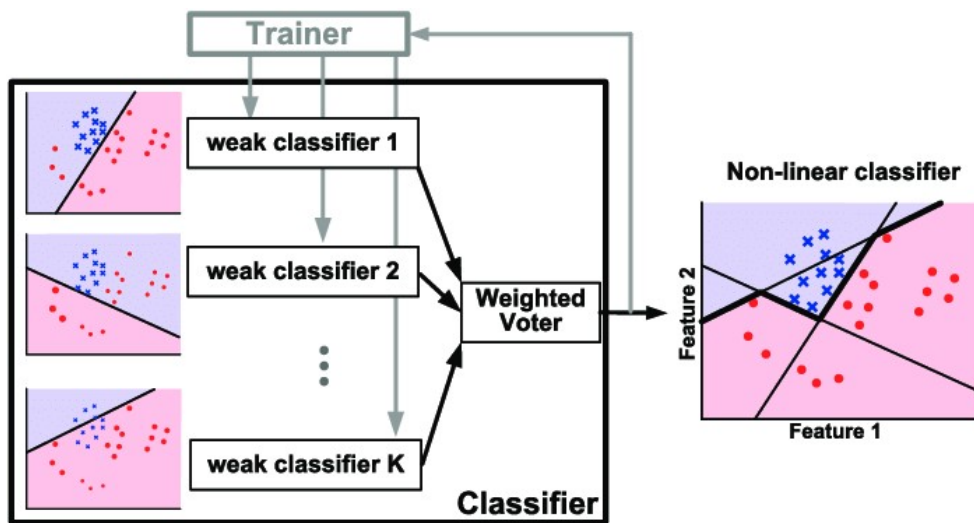 Trainer
weak classifier 1
weak classifier 2
weak classifier K
Weighted
Voter
Classifier
Non-linear classifier
Feature 2
Feature 1